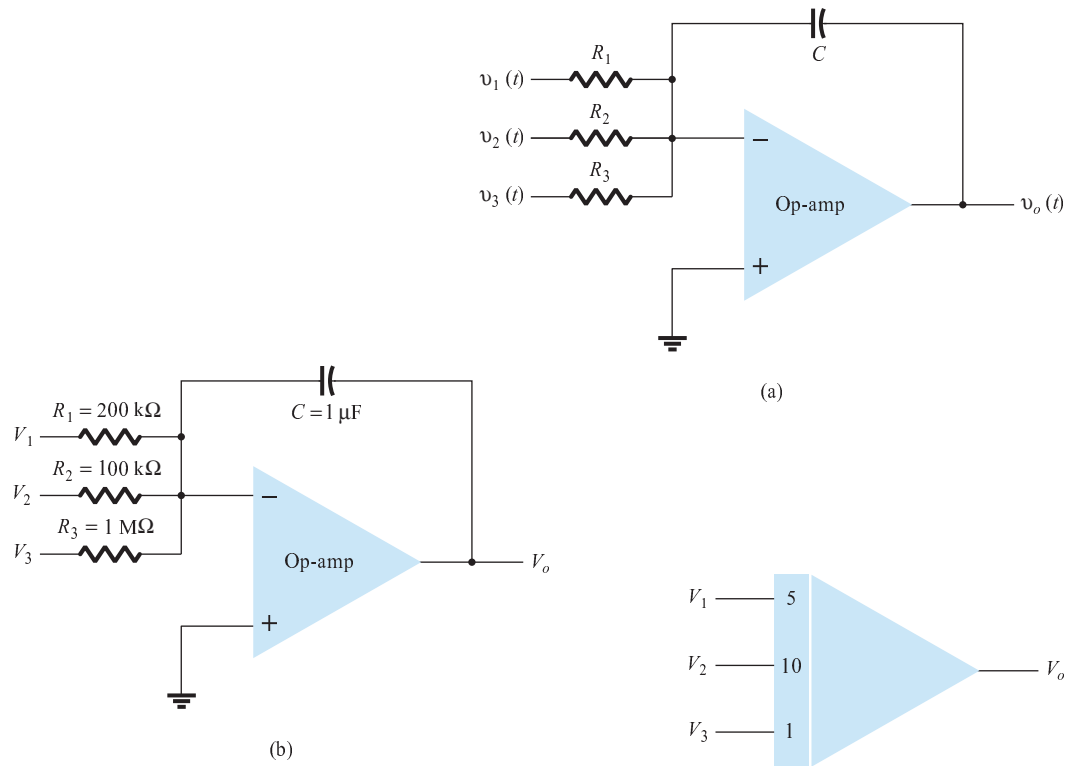 C
R1
υ1 (t)
R2
υ2 (t)
R3
υ3 (t)
−
Op-amp
υo (t)
+
(a)
R1 = 200 kΩ
C = 1 µF
V1
R2 = 100 kΩ
V2
−
R3 = 1 MΩ
V3
Op-amp
Vo
+
(b)
V1
5
V2
10
Vo
V3
1